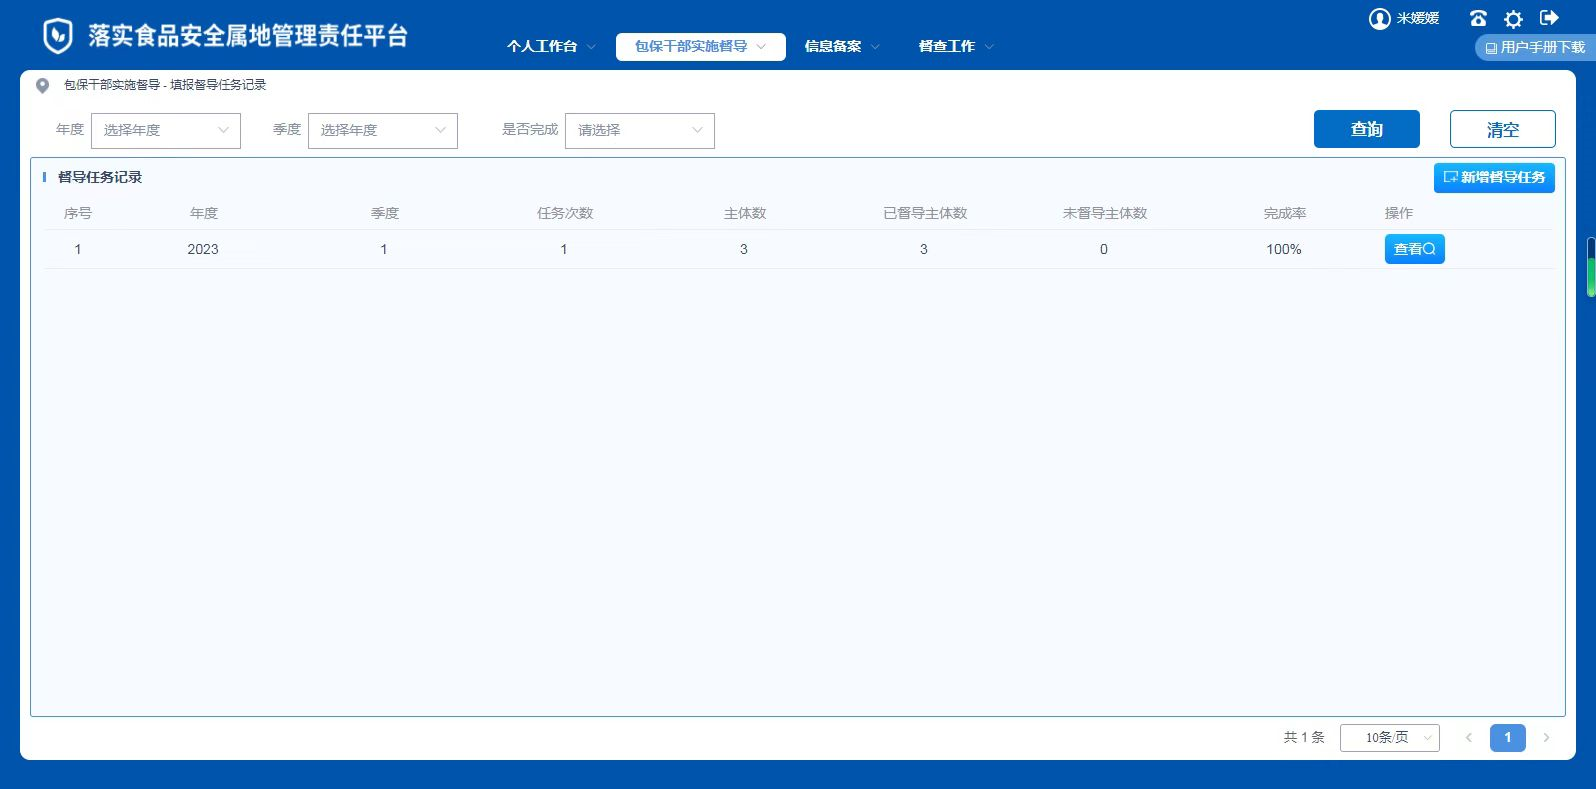 落实食品安全属地管理责任平台
个人工作台 包保干部实施督导 信息备案 督查工作
米媛媛
用户手册下载
包保干部实施督导 - 填报督导任务记录
年度 选择年度 季度 选择年度 是否完成 请选择 查询 清空
督导任务记录 新增督导任务
序号 年度 季度 任务次数 主体数 已督导主体数 未督导主体数 完成率 操作
1 2023 1 1 3 3 0 100% 查看
共 1 条 10条/页 1